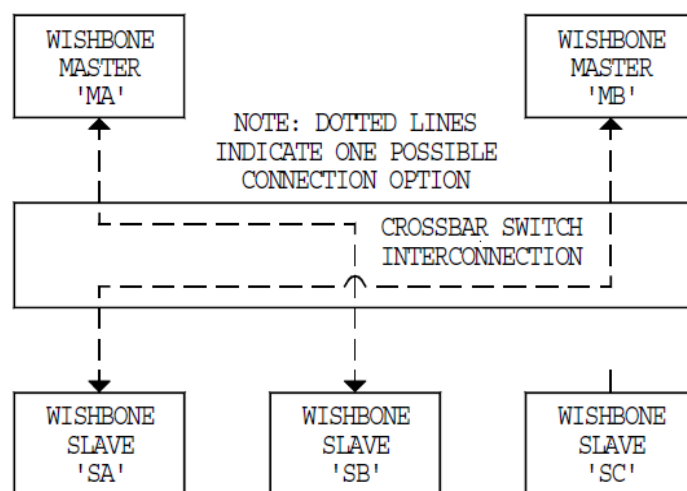 WISHBONE
MASTER
'MA'
WISHBONE
MASTER
'MB'
NOTE: DOTTED LINES
INDICATE ONE POSSIBLE
CONNECTION OPTION
CROSSBAR SWITCH
INTERCONNECTION
WISHBONE
SLAVE
'SA'
WISHBONE
SLAVE
'SB'
WISHBONE
SLAVE
'SC'